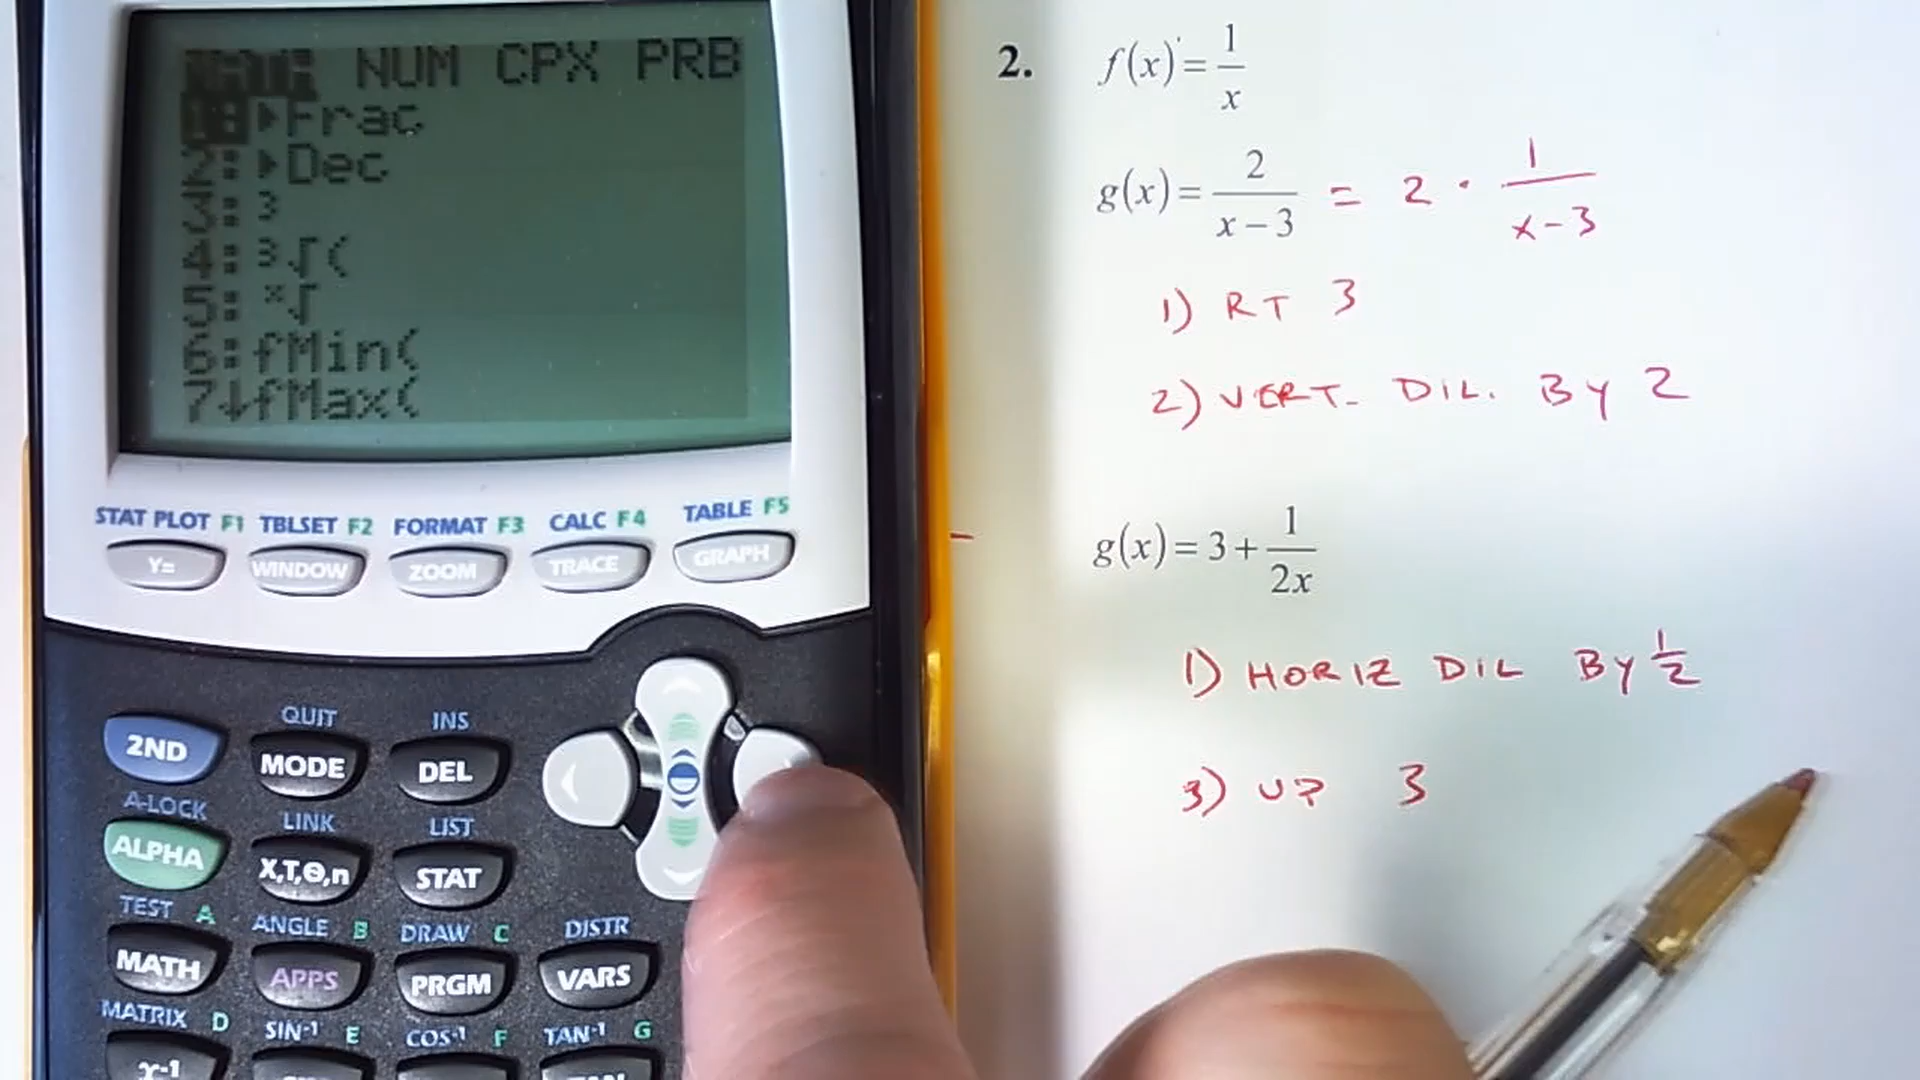 MATH NUM CPX PRB
1:▸Frac
2:▸Dec
3:³
4:³√(
5:ˣ√
6:fMin(
7↓fMax(
STAT PLOT F1 TBLSET F2 FORMAT F3 CALC F4 TABLE F5
Y= WINDOW ZOOM TRACE GRAPH
QUIT INS
2ND MODE DEL
A-LOCK LINK LIST
ALPHA X,T,Θ,n STAT
TEST A ANGLE B DRAW C DISTR
MATH APPS PRGM VARS
MATRIX D SIN⁻¹ E COS⁻¹ F TAN⁻¹ G
x⁻¹
2. f(x)=1/x
g(x)=2/(x−3) = 2 · 1/(x−3)
1) RT 3
2) VERT. DIL. BY 2
g(x)=3+1/(2x)
1) HORIZ DIL BY 1/2
3) UP 3